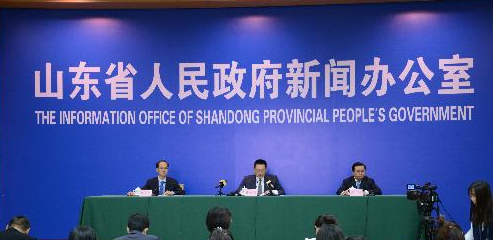 山东省人民政府新闻办公室
THE INFORMATION OFFICE OF SHANDONG PROVINCIAL PEOPLE'S GOVERNMENT